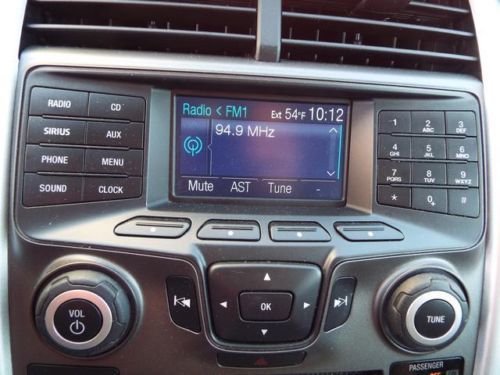 RADIO
CD
SIRIUS
AUX
PHONE
MENU
SOUND
CLOCK
Radio < FM1 Ext 54°F 10:12
94.9 MHz
Mute AST Tune -
1 2 ABC 3 DEF
4 GHI 5 JKL 6 MNO
7 PQRS 8 TUV 9 WXYZ
* 0+ #
OK
VOL
TUNE
PASSENGER